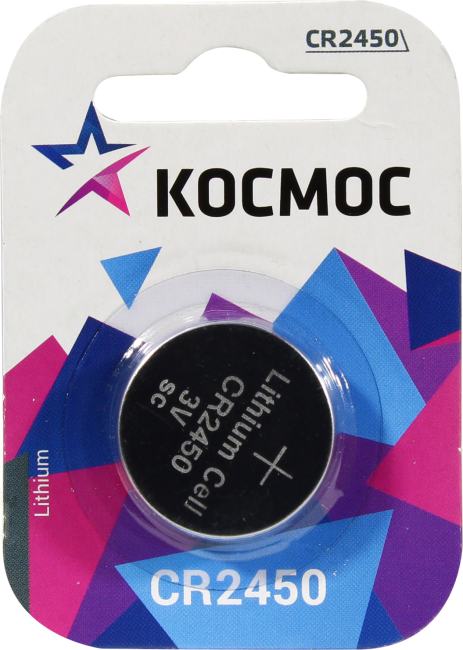 CR2450
КОСМОС
Lithium Cell
CR2450
3V
SC
+
Lithium
CR2450